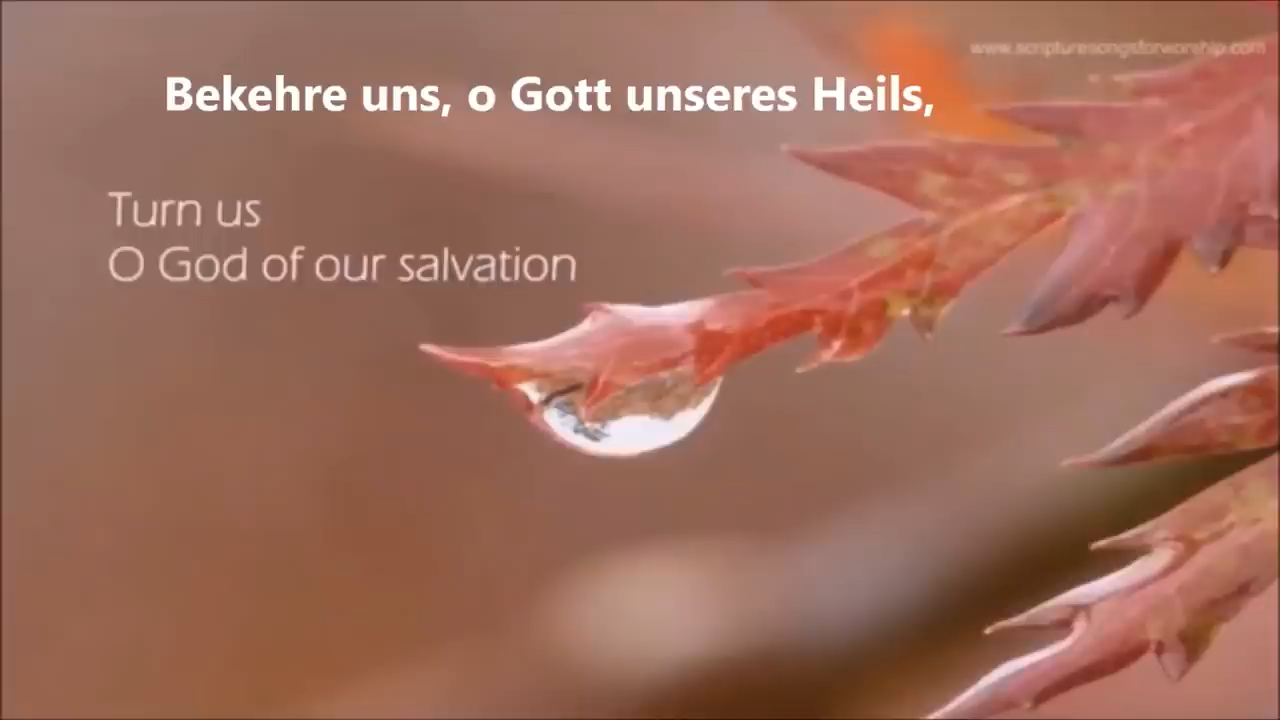 www.scripturesongsforworship.com
Bekehre uns, o Gott unseres Heils,
Turn us
O God of our salvation